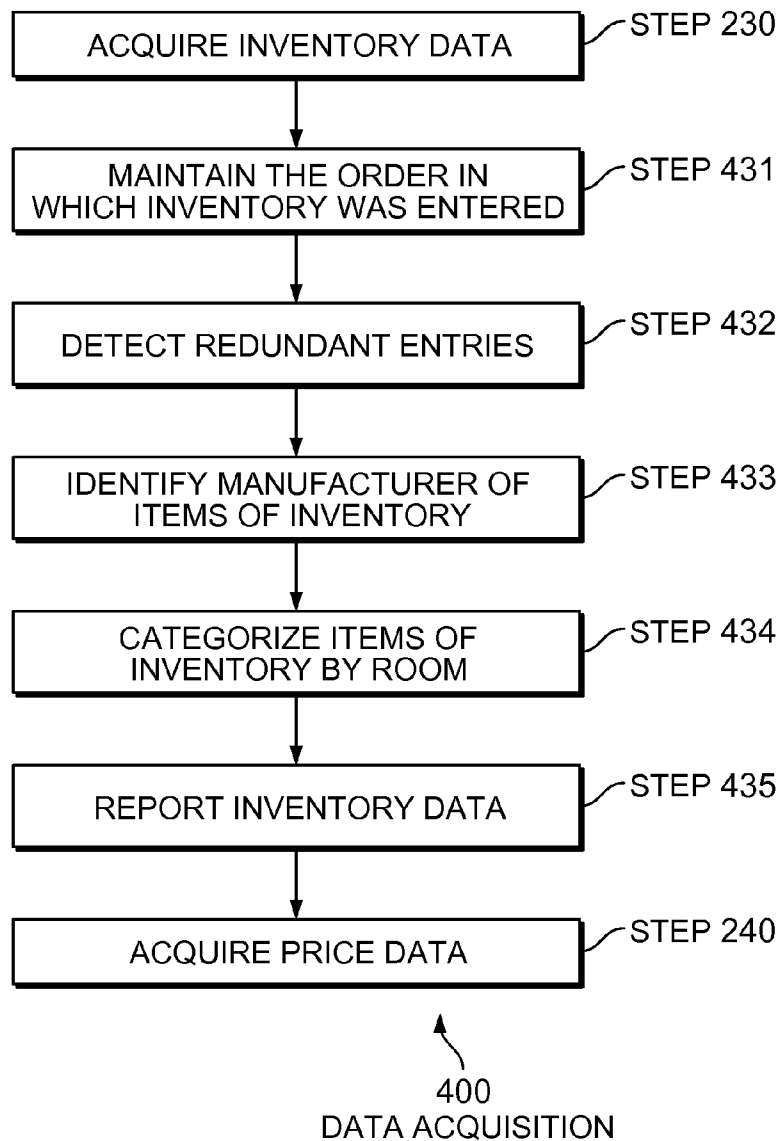 ACQUIRE INVENTORY DATA
STEP 230
MAINTAIN THE ORDER IN
WHICH INVENTORY WAS ENTERED
STEP 431
DETECT REDUNDANT ENTRIES
STEP 432
IDENTIFY MANUFACTURER OF
ITEMS OF INVENTORY
STEP 433
CATEGORIZE ITEMS OF
INVENTORY BY ROOM
STEP 434
REPORT INVENTORY DATA
STEP 435
ACQUIRE PRICE DATA
STEP 240
400
DATA ACQUISITION